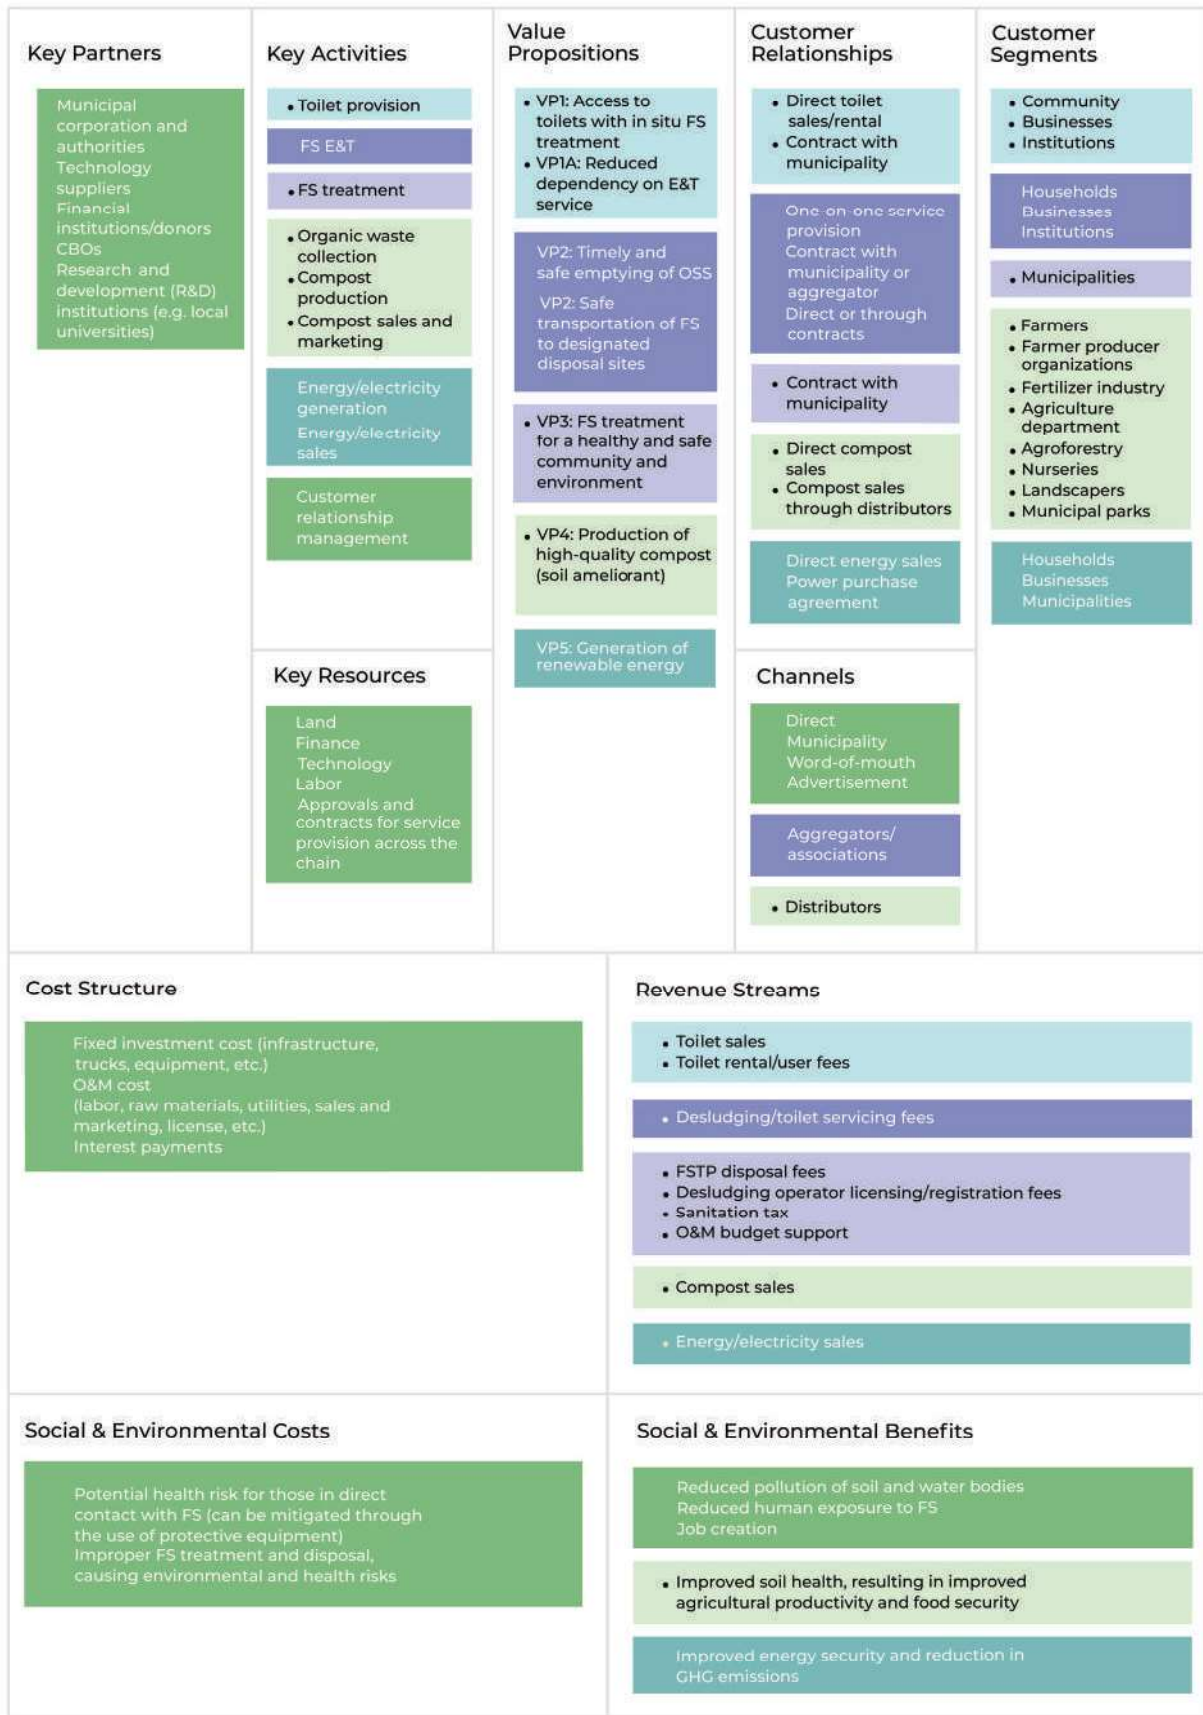 Key Partners
Municipal
corporation and
authorities
Technology
suppliers
Financial
institutions/donors
CBOs
Research and
development (R&D)
institutions (e.g. local
universities)
Key Activities
• Toilet provision
FS E&T
• FS treatment
• Organic waste
collection
• Compost
production
• Compost sales and
marketing
Energy/electricity
generation
Energy/electricity
sales
Customer
relationship
management
Key Resources
Land
Finance
Technology
Labor
Approvals and
contracts for service
provision across the
chain
Value
Propositions
• VP1: Access to
toilets with in situ FS
treatment
• VP1A: Reduced
dependency on E&T
service
VP2: Timely and
safe emptying of OSS
VP2: Safe
transportation of FS
to designated
disposal sites
• VP3: FS treatment
for a healthy and safe
community and
environment
• VP4: Production of
high-quality compost
(soil ameliorant)
VP5: Generation of
renewable energy
Customer
Relationships
• Direct toilet
sales/rental
• Contract with
municipality
One-on-one service
provision
Contract with
municipality or
aggregator
Direct or through
contracts
• Contract with
municipality
• Direct compost
sales
• Compost sales
through distributors
Direct energy sales
Power purchase
agreement
Channels
Direct
Municipality
Word-of-mouth
Advertisement
Aggregators/
associations
• Distributors
Customer
Segments
• Community
• Businesses
• Institutions
Households
Businesses
Institutions
• Municipalities
• Farmers
• Farmer producer
organizations
• Fertilizer industry
• Agriculture
department
• Agroforestry
• Nurseries
• Landscapers
• Municipal parks
Households
Businesses
Municipalities
Cost Structure
Fixed investment cost (infrastructure,
trucks, equipment, etc.)
O&M cost
(labor, raw materials, utilities, sales and
marketing, license, etc.)
Interest payments
Revenue Streams
• Toilet sales
• Toilet rental/user fees
• Desludging/toilet servicing fees
• FSTP disposal fees
• Desludging operator licensing/registration fees
• Sanitation tax
• O&M budget support
• Compost sales
• Energy/electricity sales
Social & Environmental Costs
Potential health risk for those in direct
contact with FS (can be mitigated through
the use of protective equipment)
Improper FS treatment and disposal,
causing environmental and health risks
Social & Environmental Benefits
Reduced pollution of soil and water bodies
Reduced human exposure to FS
Job creation
• Improved soil health, resulting in improved
agricultural productivity and food security
Improved energy security and reduction in
GHG emissions